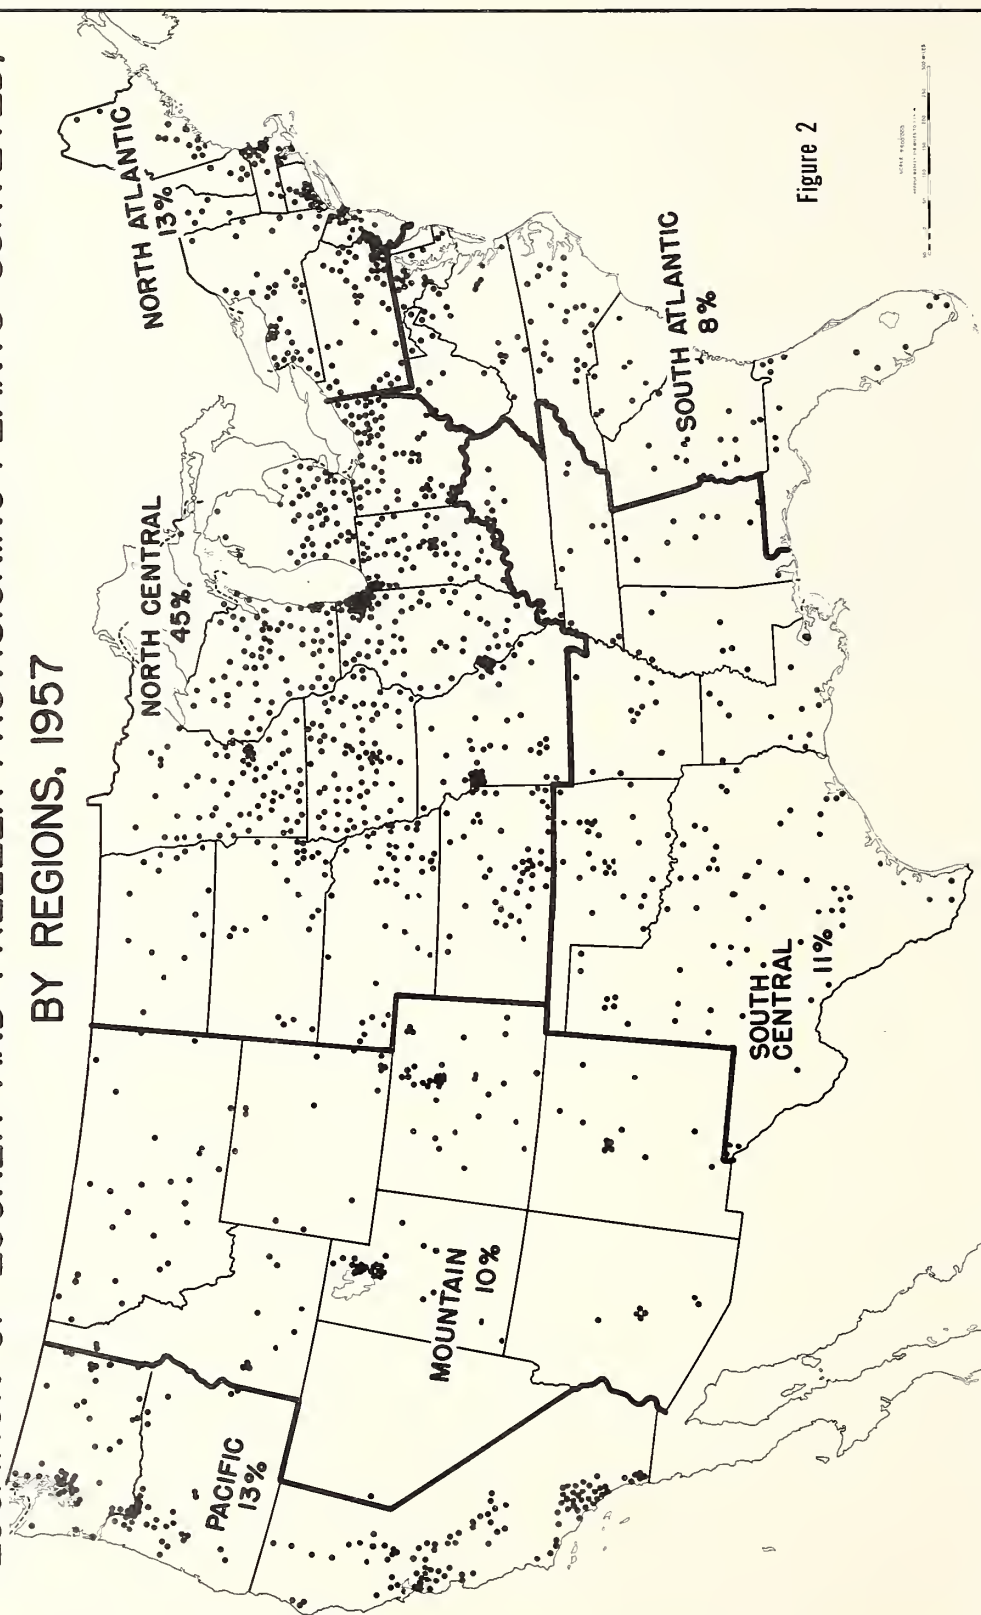 BY REGIONS, 1957
NORTH ATLANTIC
13%
NORTH CENTRAL
45%
SOUTH ATLANTIC
8%
SOUTH
CENTRAL
11%
MOUNTAIN
10%
PACIFIC
13%
Figure 2